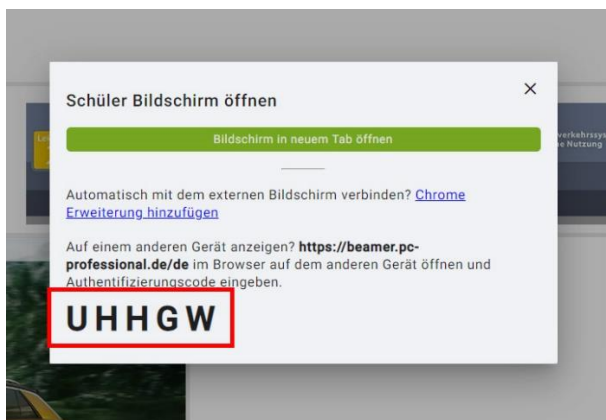 Schüler Bildschirm öffnen
Bildschirm in neuem Tab öffnen
Automatisch mit dem externen Bildschirm verbinden? Chrome
Erweiterung hinzufügen
Auf einem anderen Gerät anzeigen? https://beamer.pc-
professional.de/de im Browser auf dem anderen Gerät öffnen und
Authentifizierungscode eingeben.
UHHGW
verkehrssys
e Nutzung